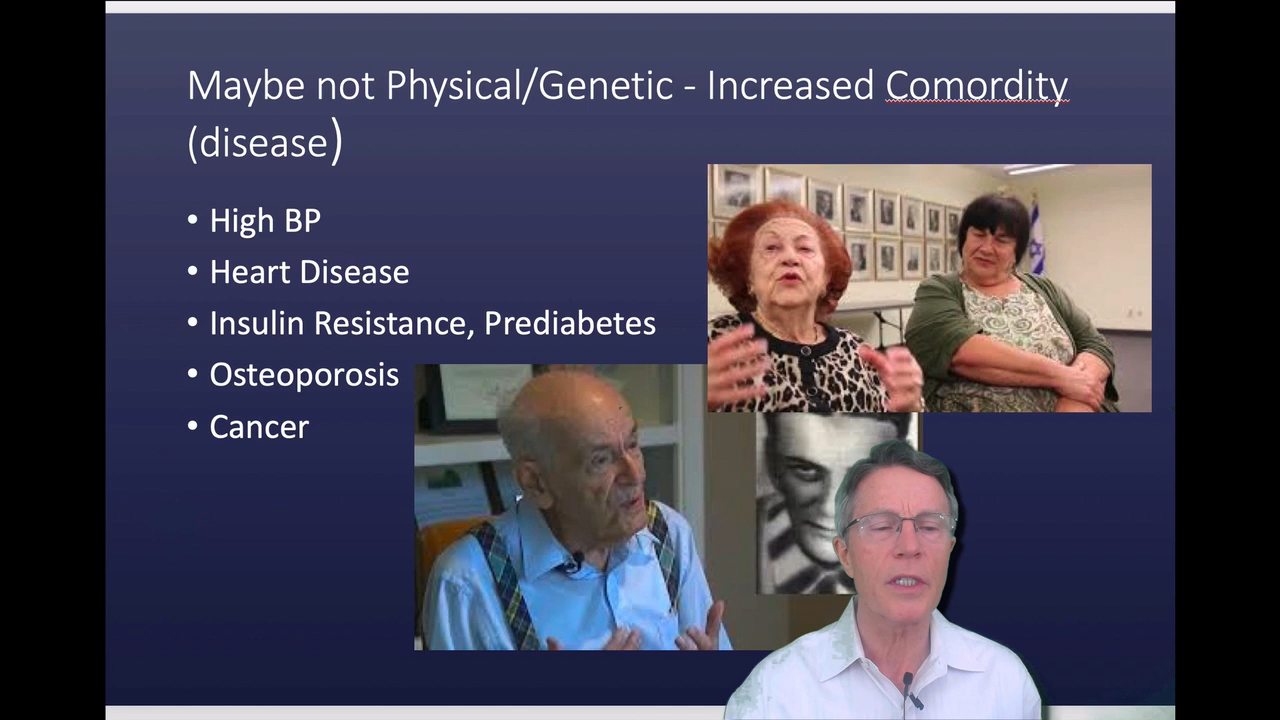 Maybe not Physical/Genetic - Increased Comordity
(disease)
• High BP
• Heart Disease
• Insulin Resistance, Prediabetes
• Osteoporosis
• Cancer